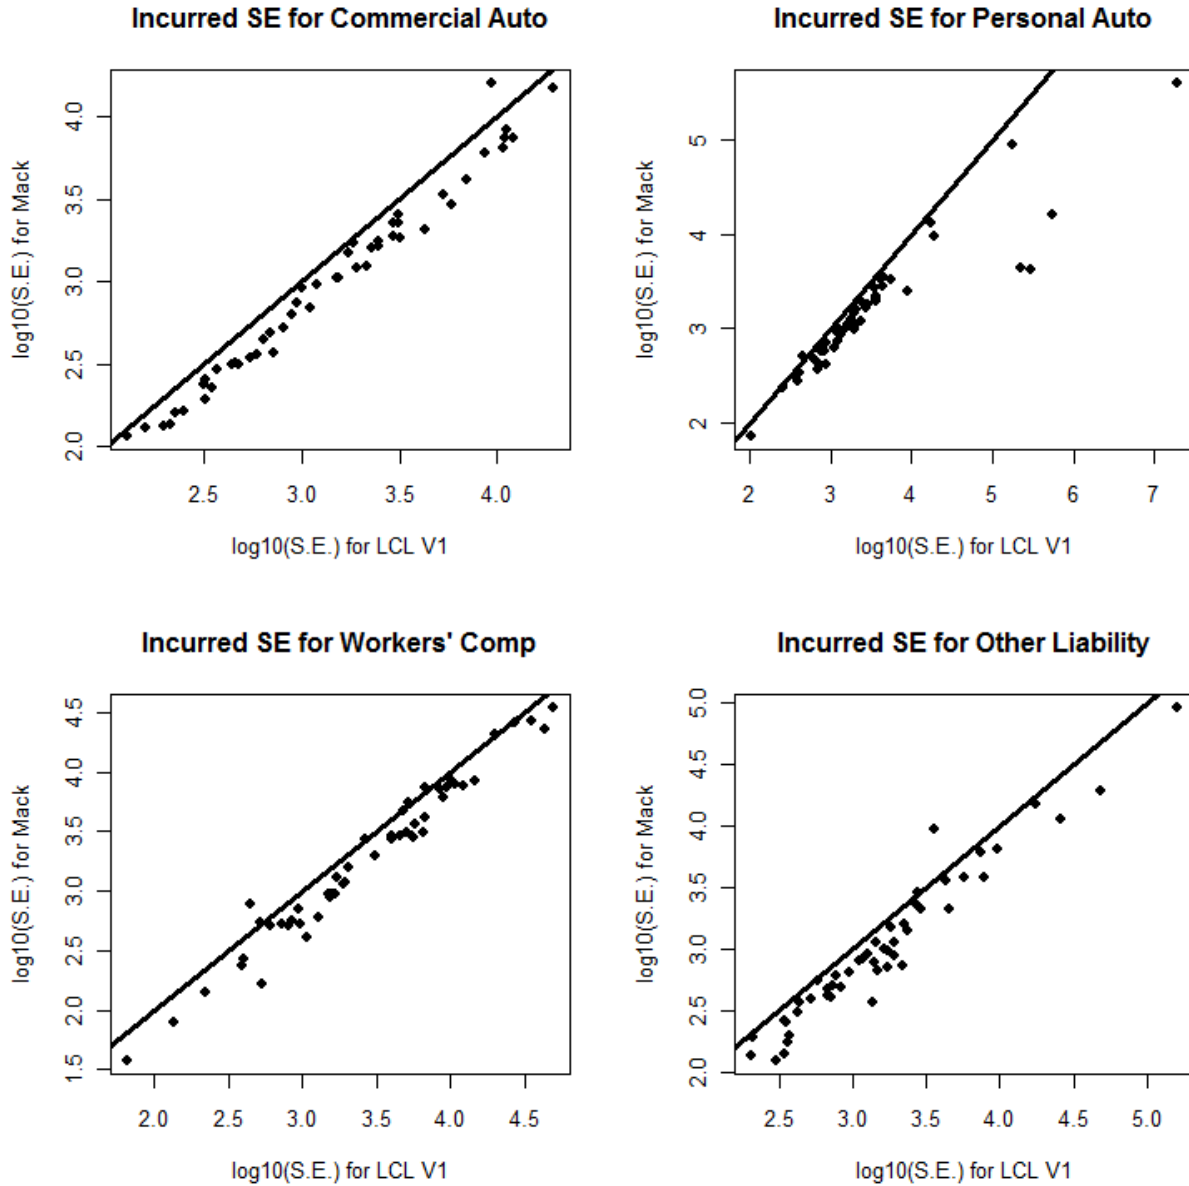 Incurred SE for Commercial Auto
log10(S.E.) for Mack
4.0
3.5
3.0
2.5
2.0
2.5 3.0 3.5 4.0
log10(S.E.) for LCL V1
Incurred SE for Personal Auto
log10(S.E.) for Mack
5
4
3
2
2 3 4 5 6 7
log10(S.E.) for LCL V1
Incurred SE for Workers' Comp
log10(S.E.) for Mack
4.5
4.0
3.5
3.0
2.5
2.0
1.5
2.0 2.5 3.0 3.5 4.0 4.5
log10(S.E.) for LCL V1
Incurred SE for Other Liability
log10(S.E.) for Mack
5.0
4.5
4.0
3.5
3.0
2.5
2.0
2.5 3.0 3.5 4.0 4.5 5.0
log10(S.E.) for LCL V1